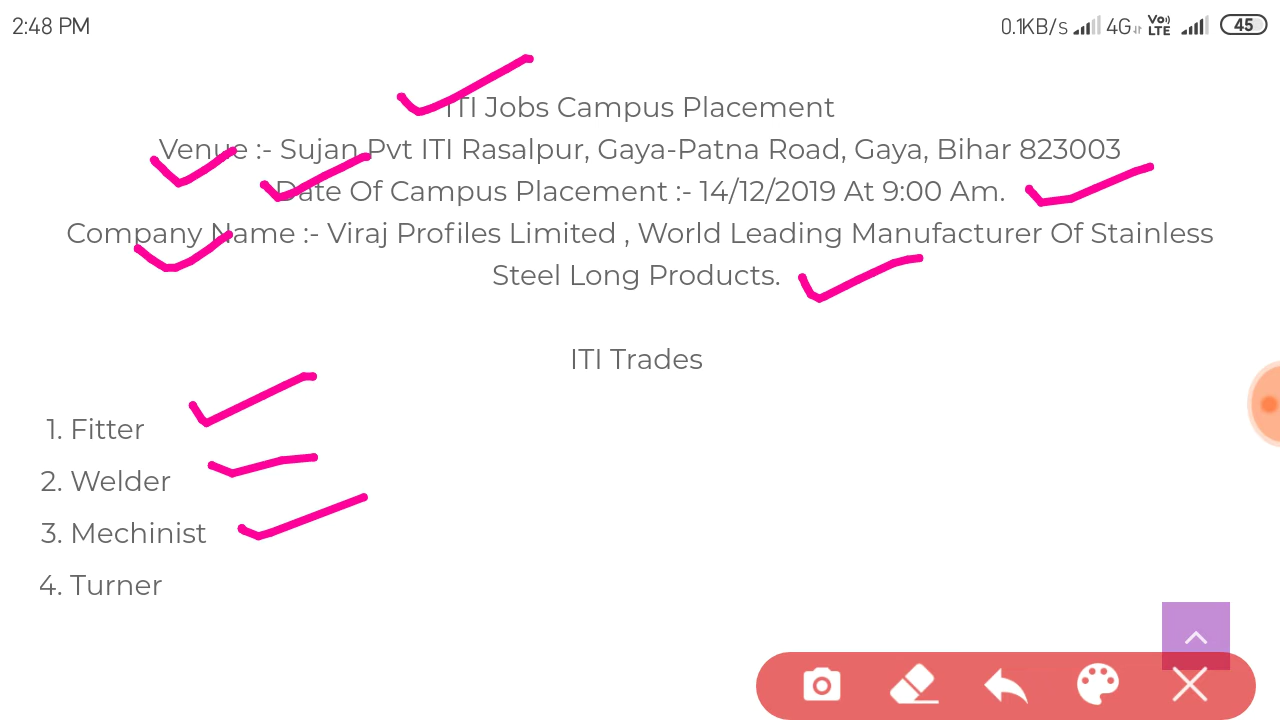 2:48 PM
0.1KB/s 4G Vo) LTE 45
ITI Jobs Campus Placement
Venue :- Sujan Pvt ITI Rasalpur, Gaya-Patna Road, Gaya, Bihar 823003
Date Of Campus Placement :- 14/12/2019 At 9:00 Am.
Company Name :- Viraj Profiles Limited , World Leading Manufacturer Of Stainless
Steel Long Products.
ITI Trades
1. Fitter
2. Welder
3. Mechinist
4. Turner